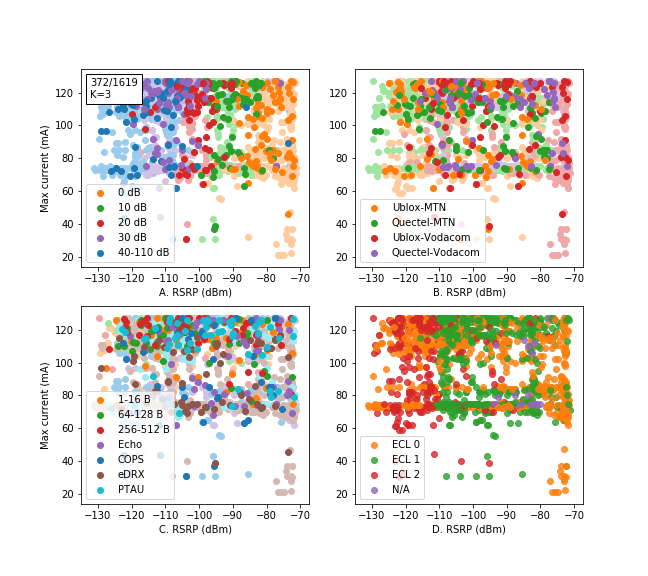 372/1619
K=3
Max current (mA)
120
100
80
60
40
20
0 dB
10 dB
20 dB
30 dB
40-110 dB
−130 −120 −110 −100 −90 −80 −70
A. RSRP (dBm)
120
100
80
60
40
20
Ublox-MTN
Quectel-MTN
Ublox-Vodacom
Quectel-Vodacom
−130 −120 −110 −100 −90 −80 −70
B. RSRP (dBm)
Max current (mA)
120
100
80
60
40
20
1-16 B
64-128 B
256-512 B
Echo
COPS
eDRX
PTAU
−130 −120 −110 −100 −90 −80 −70
C. RSRP (dBm)
120
100
80
60
40
20
ECL 0
ECL 1
ECL 2
N/A
−130 −120 −110 −100 −90 −80 −70
D. RSRP (dBm)